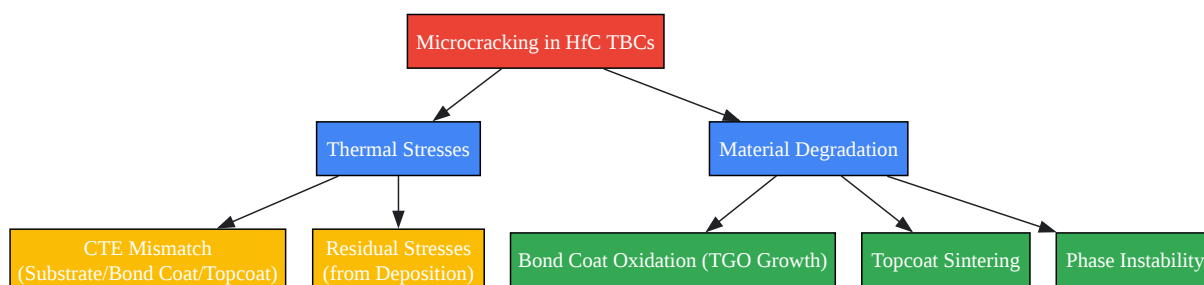 Microcracking in HfC TBCs
Thermal Stresses
Material Degradation
CTE Mismatch
(Substrate/Bond Coat/Topcoat)
Residual Stresses
(from Deposition)
Bond Coat Oxidation (TGO Growth)
Topcoat Sintering
Phase Instability